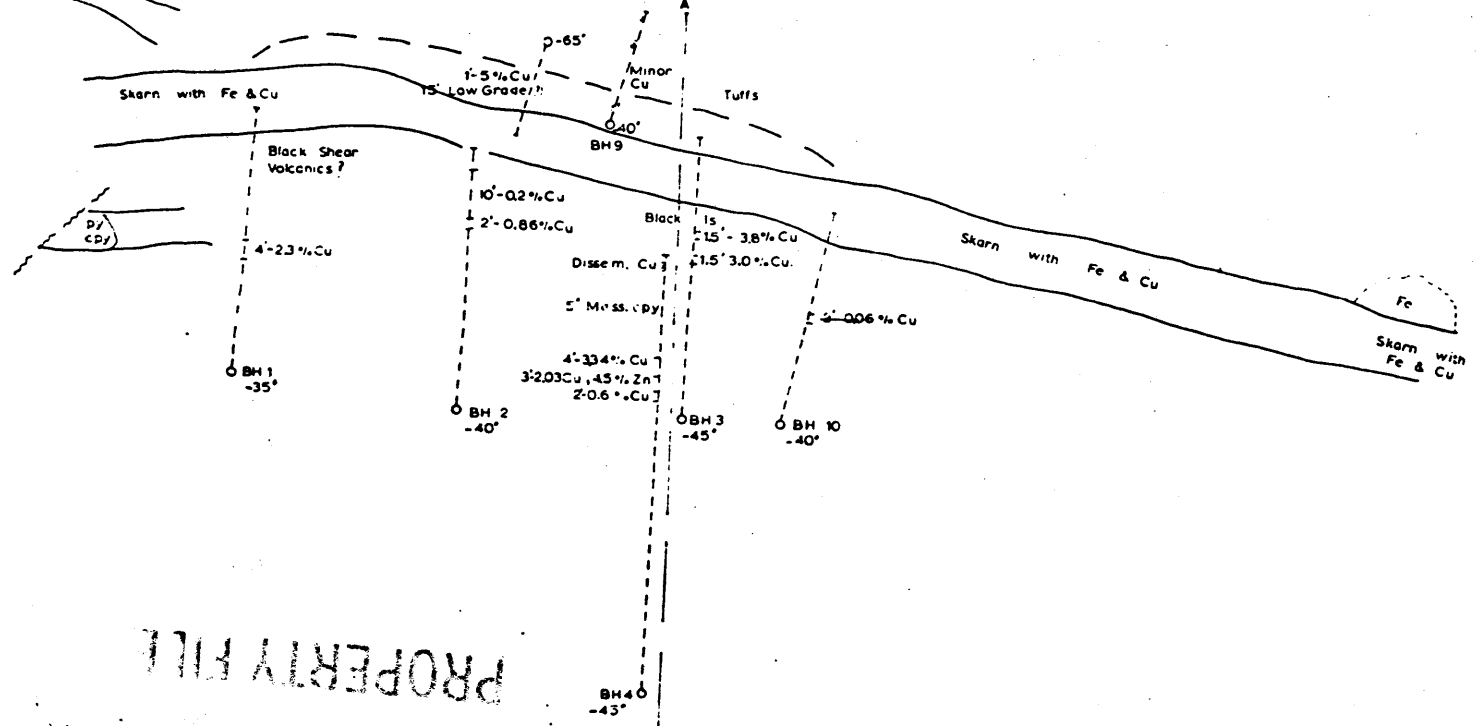 A
-65°
1'-5%Cu
15' Low Grade?
Minor
Cu
Tuffs
Skarn with Fe & Cu
-40°
BH 9
Black Shear
Volcanics?
10'-0.2%Cu
2'-0.86%Cu
Black ls
1.5' - 3.8%Cu
1.5' 3.0%Cu.
py
cpy
4'-2.3%Cu
Dissem. Cu
5" Mass. cpy
Skarn with Fe & Cu
Fe
0.06%Cu
Skarn with
Fe & Cu
4'-3.34%Cu
3'-2.03Cu, 4.5%Zn
2'-0.6%Cu
BH 1
-35°
BH 2
-40°
BH 3
-45°
BH 10
-40°
PROPERTY FILE
BH 4
-43°